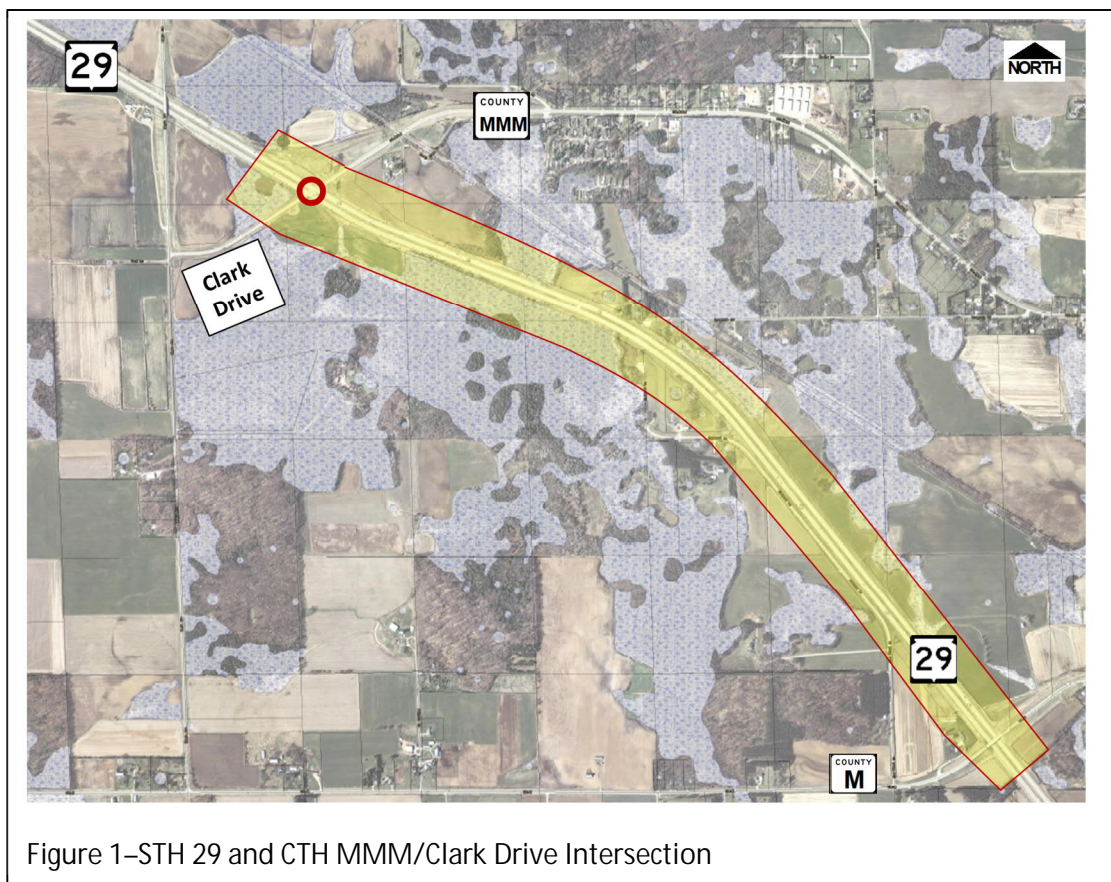 29
NORTH
COUNTY
MMM
Clark
Drive
29
COUNTY
M
Figure 1–STH 29 and CTH MMM/Clark Drive Intersection